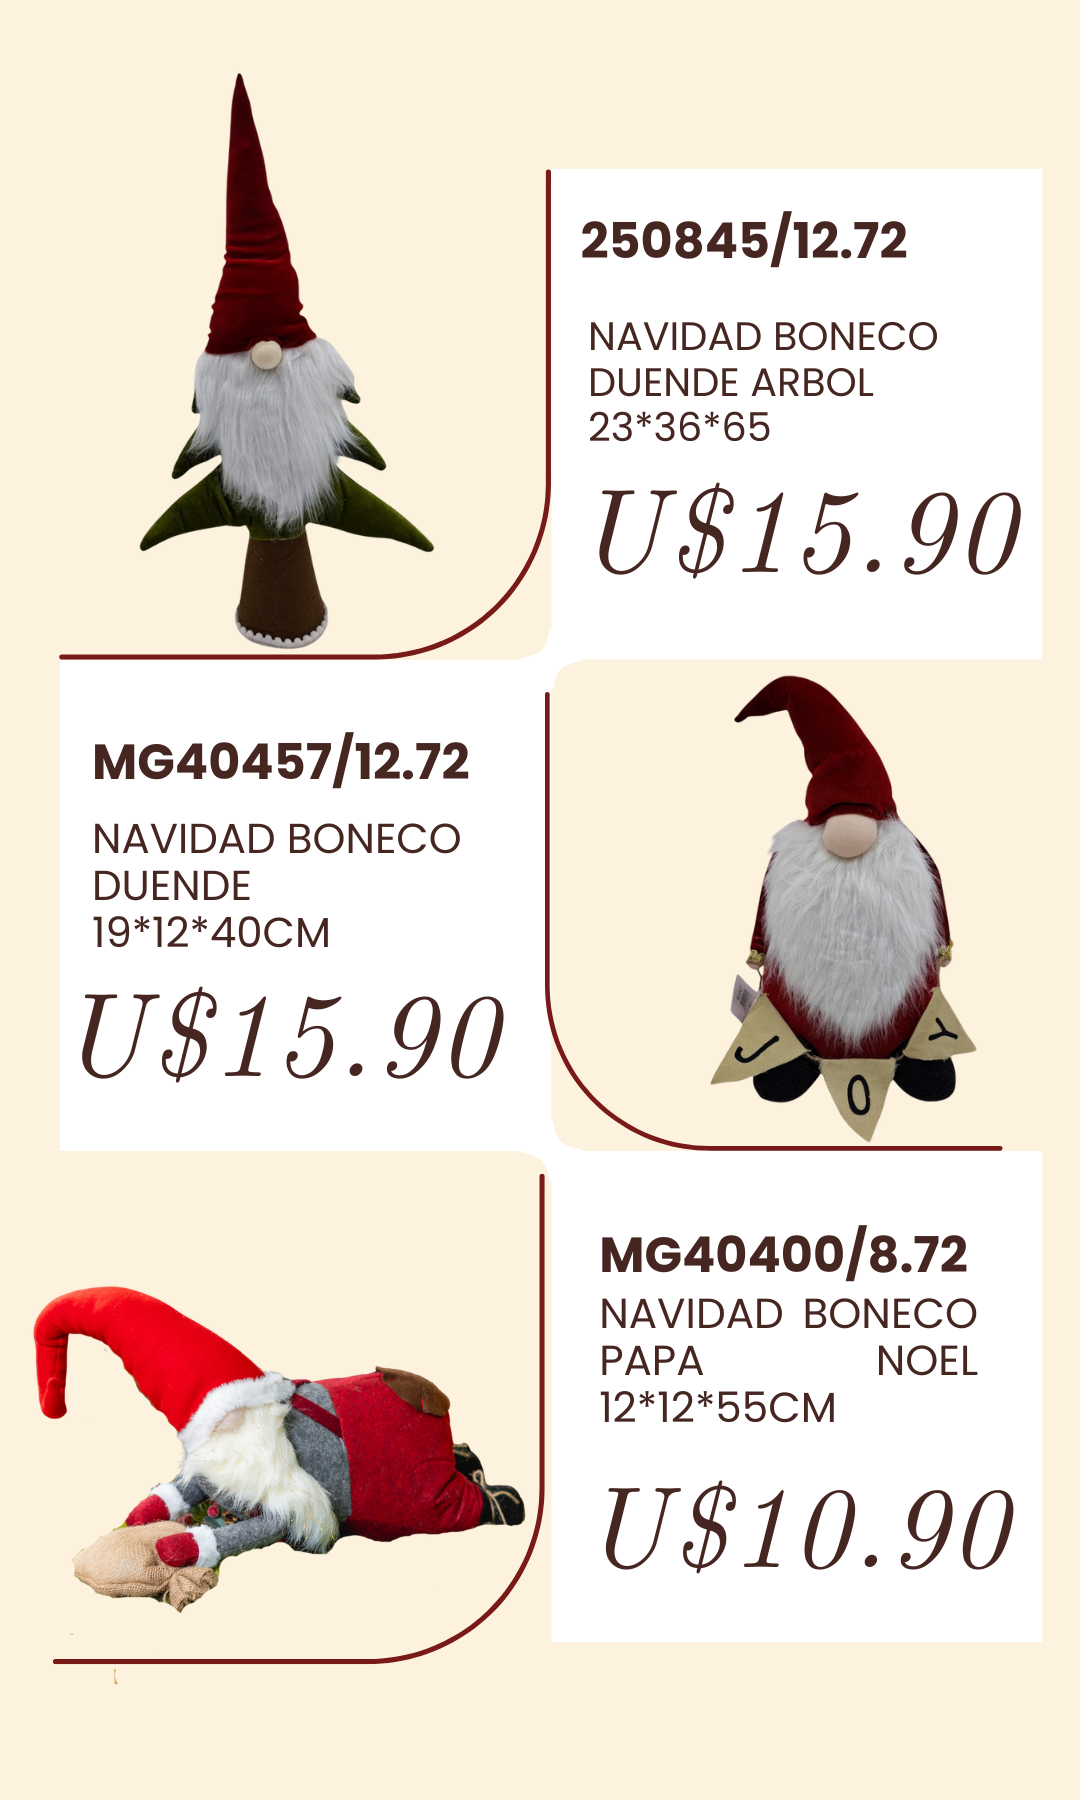 250845/12.72
NAVIDAD BONECO
DUENDE ARBOL
23*36*65
U$15.90
MG40457/12.72
NAVIDAD BONECO
DUENDE
19*12*40CM
U$15.90
J O Y
MG40400/8.72
NAVIDAD BONECO
PAPA NOEL
12*12*55CM
U$10.90